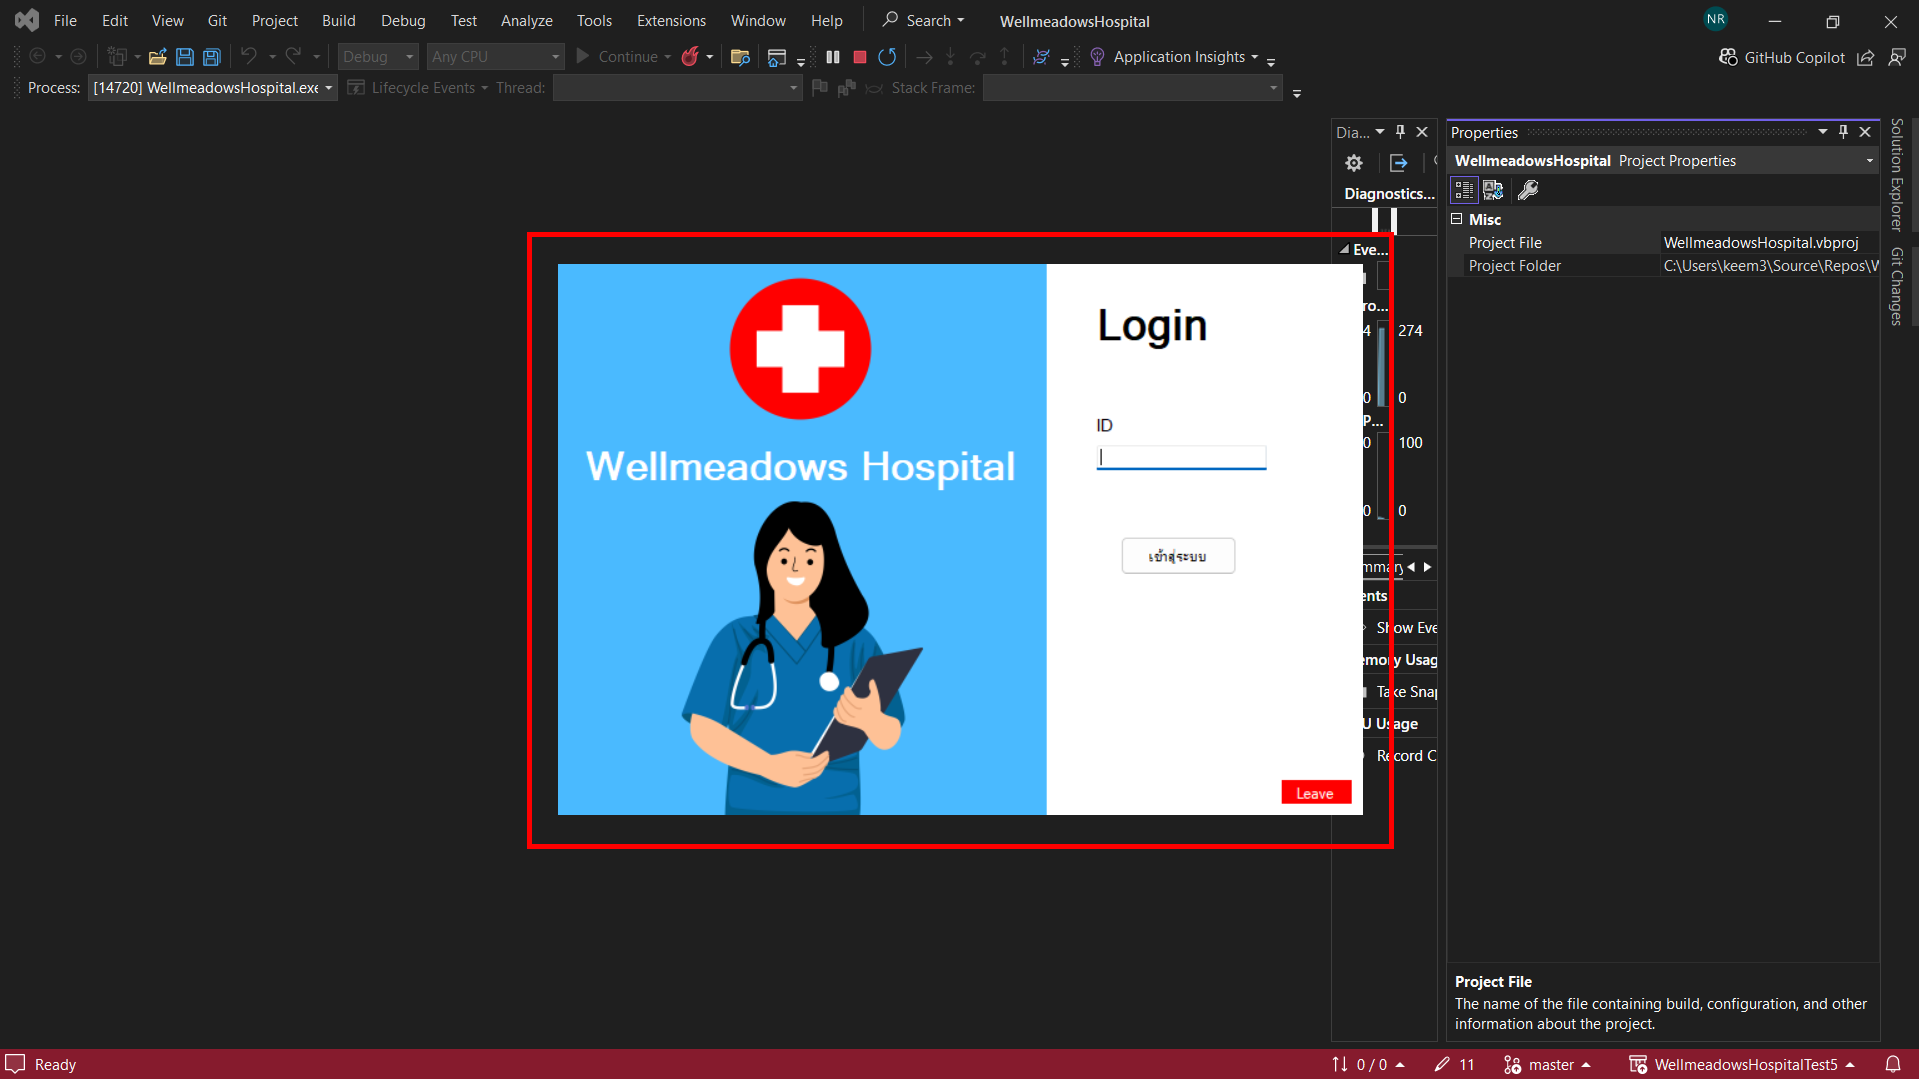 File Edit View Git Project Build Debug Test Analyze Tools Extensions Window Help Search WellmeadowsHospital NR
Debug Any CPU Continue Application Insights GitHub Copilot
Process: [14720] WellmeadowsHospital.exe Lifecycle Events Thread: Stack Frame:
Dia...
Diagnostics...
Eve...
ro...
4 274
0 0
P...
0 100
0 0
mmary
ents
Show Eve
emory Usag
Take Snap
U Usage
Record C
Wellmeadows Hospital
Login
ID
เข้าสู่ระบบ
Leave
Properties
WellmeadowsHospital Project Properties
Misc
Project File WellmeadowsHospital.vbproj
Project Folder C:\Users\keem3\Source\Repos\W
Project File
The name of the file containing build, configuration, and other
information about the project.
Solution Explorer
Git Changes
Ready 0 / 0 11 master WellmeadowsHospitalTest5